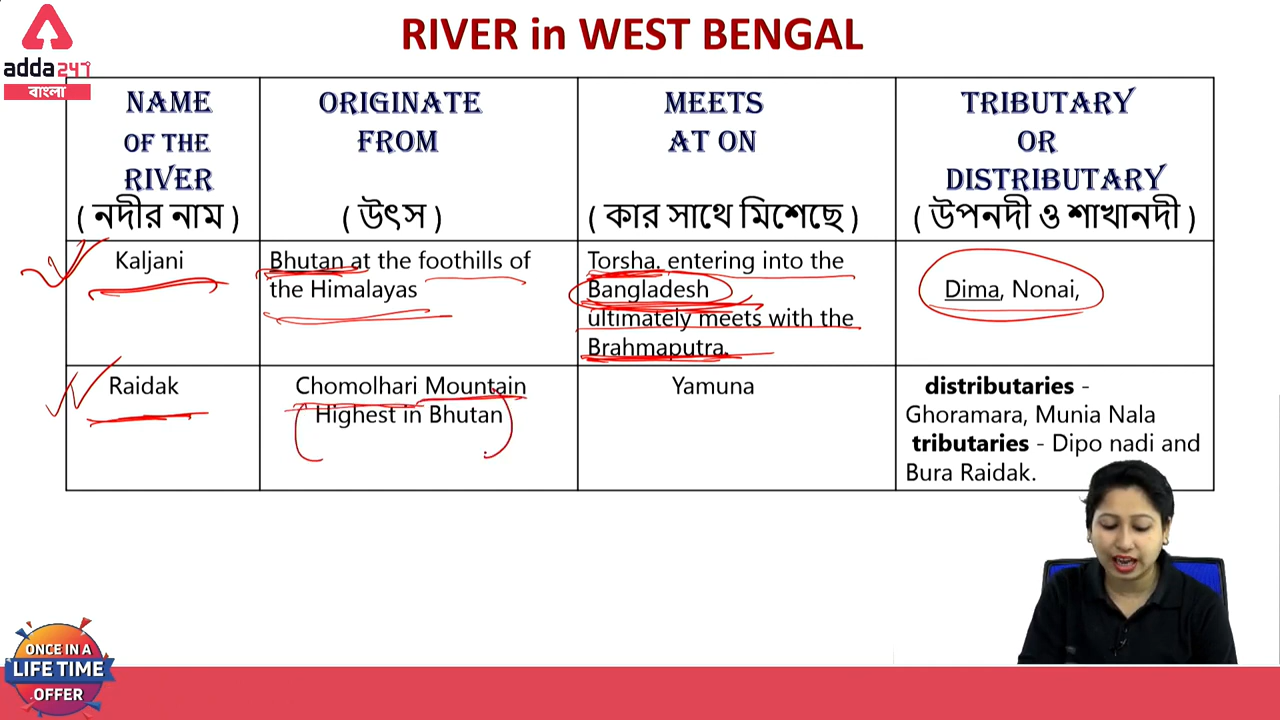 adda247
বাংলা
RIVER in WEST BENGAL
NAME
OF THE
RIVER
( নদীর নাম )
ORIGINATE
FROM
( উৎস )
MEETS
AT ON
( কার সাথে মিশেছে )
TRIBUTARY
OR
DISTRIBUTARY
( উপনদী ও শাখানদী )
Kaljani
Bhutan at the foothills of
the Himalayas
Torsha, entering into the
Bangladesh
ultimately meets with the
Brahmaputra.
Dima, Nonai,
Raidak
Chomolhari Mountain
Highest in Bhutan
Yamuna
distributaries -
Ghoramara, Munia Nala
tributaries - Dipo nadi and
Bura Raidak.
ONCE IN A
LIFE TIME
OFFER